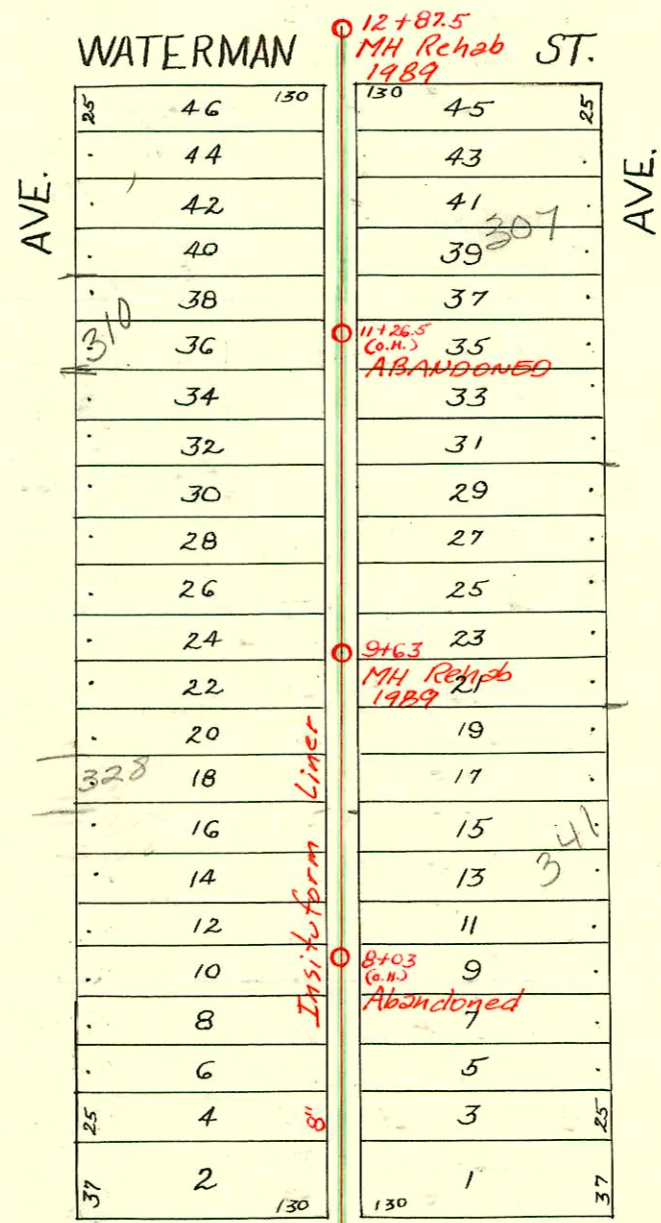 12+87.5
MH Rehab
1989
WATERMAN ST.
AVE.
AVE.
25 46 130
130 45 25
44 43
42 41
307
40 39
38 37
310
11+26.5
(O.H.)
36 35
ABANDONED
34 33
32 31
30 29
28 27
26 25
24 23
9+63
MH Rehab
1989
22 21
20 19
328
18 17
16 15
341
14 13
12 11
8+03
(O.H.)
Abandoned
10 9
8 7
6 5
25 4 3 25
37 2 130
130 1 37
8" Insituform Liner